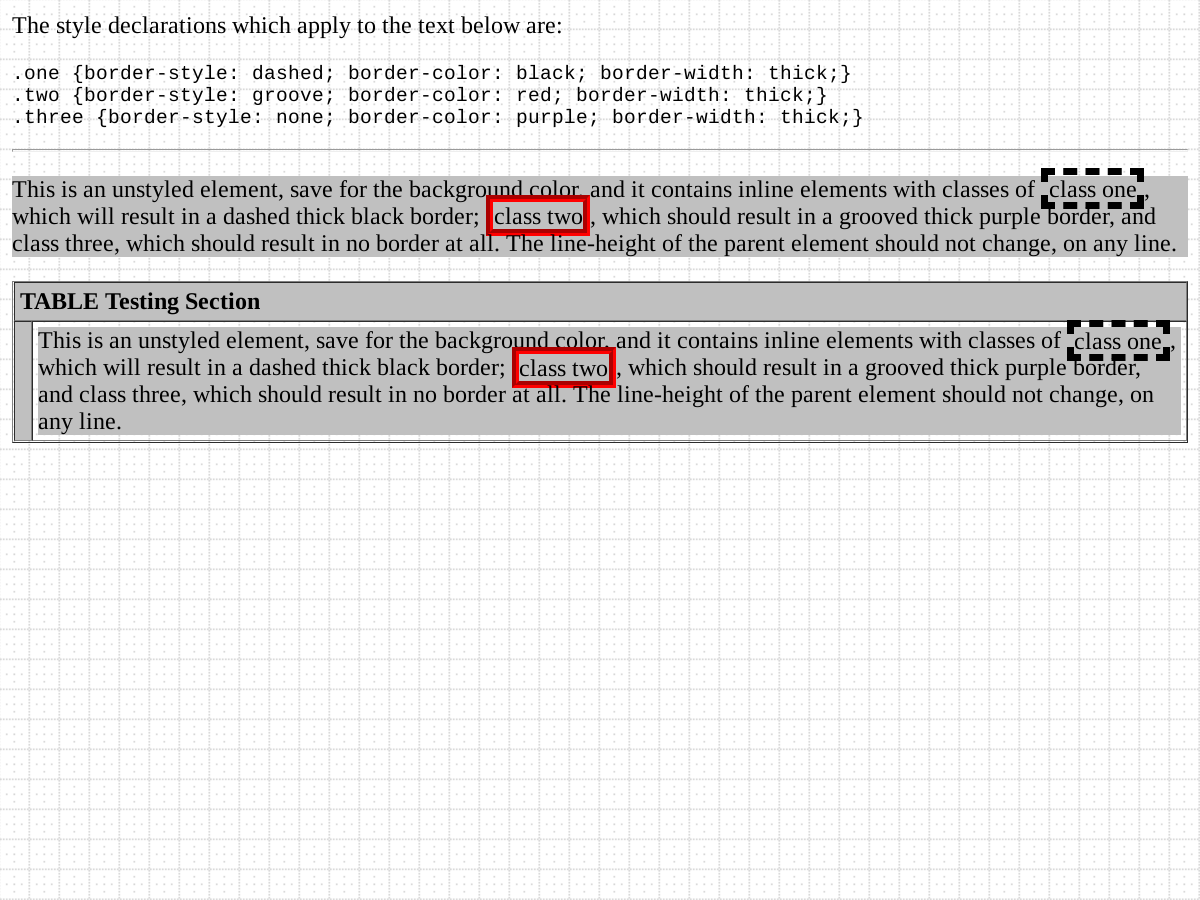 The style declarations which apply to the text below are:
.one {border-style: dashed; border-color: black; border-width: thick;}
.two {border-style: groove; border-color: red; border-width: thick;}
.three {border-style: none; border-color: purple; border-width: thick;}
This is an unstyled element, save for the background color, and it contains inline elements with classes of class one,
which will result in a dashed thick black border; class two, which should result in a grooved thick purple border, and
class three, which should result in no border at all. The line-height of the parent element should not change, on any line.
TABLE Testing Section
This is an unstyled element, save for the background color, and it contains inline elements with classes of class one,
which will result in a dashed thick black border; class two, which should result in a grooved thick purple border,
and class three, which should result in no border at all. The line-height of the parent element should not change, on
any line.